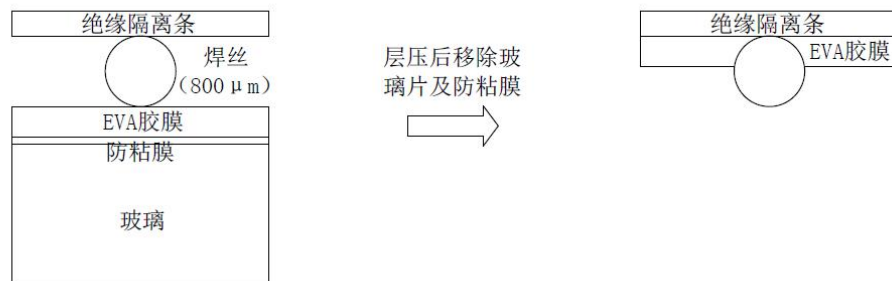 绝缘隔离条
焊丝
(800μm)
EVA胶膜
防粘膜
玻璃
层压后移除玻
璃片及防粘膜
绝缘隔离条
EVA胶膜